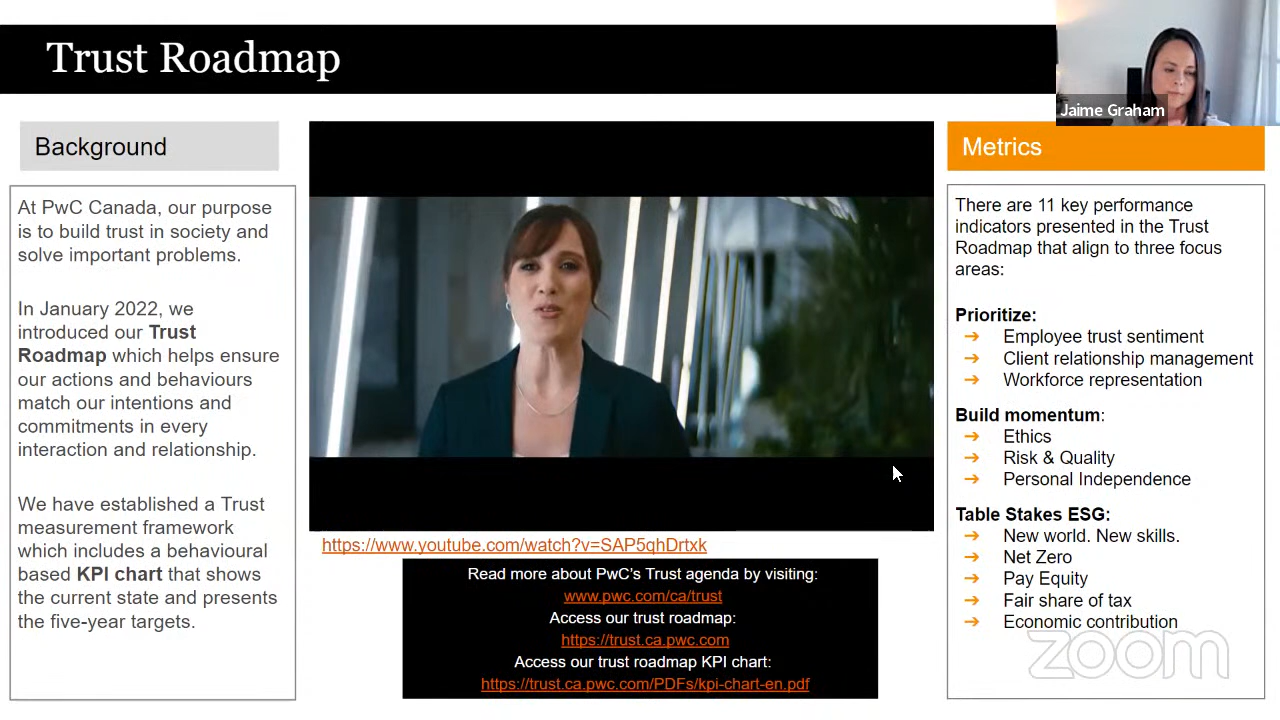 Trust Roadmap
Jaime Graham
Background
At PwC Canada, our purpose
is to build trust in society and
solve important problems.
In January 2022, we
introduced our Trust
Roadmap which helps ensure
our actions and behaviours
match our intentions and
commitments in every
interaction and relationship.
We have established a Trust
measurement framework
which includes a behavioural
based KPI chart that shows
the current state and presents
the five-year targets.
https://www.youtube.com/watch?v=SAP5qhDrtxk
Read more about PwC's Trust agenda by visiting:
www.pwc.com/ca/trust
Access our trust roadmap:
https://trust.ca.pwc.com
Access our trust roadmap KPI chart:
https://trust.ca.pwc.com/PDFs/kpi-chart-en.pdf
Metrics
There are 11 key performance
indicators presented in the Trust
Roadmap that align to three focus
areas:
Prioritize:
➔ Employee trust sentiment
➔ Client relationship management
➔ Workforce representation
Build momentum:
➔ Ethics
➔ Risk & Quality
➔ Personal Independence
Table Stakes ESG:
➔ New world. New skills.
➔ Net Zero
➔ Pay Equity
➔ Fair share of tax
➔ Economic contribution
zoom